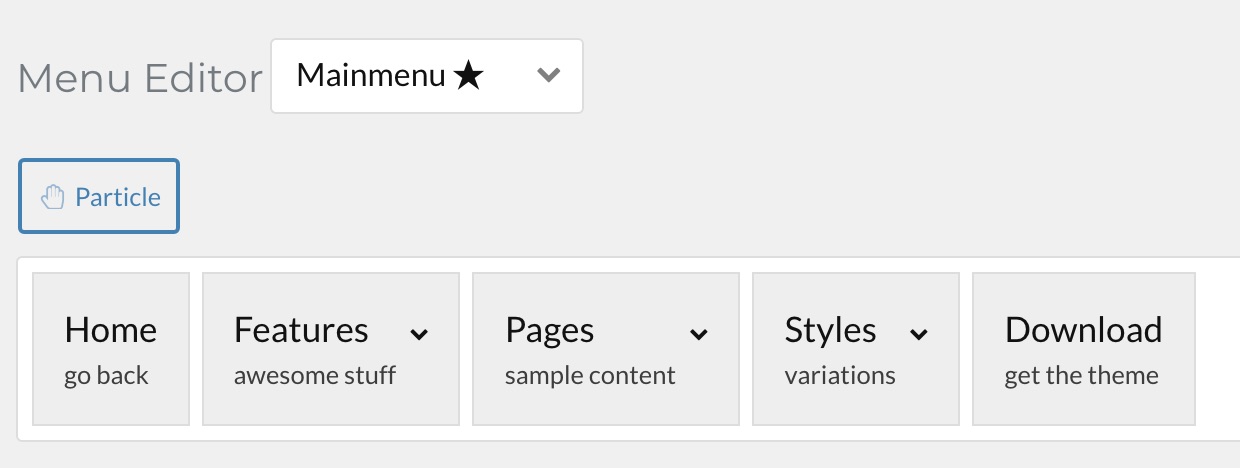 Menu Editor Mainmenu ★
Particle
Home Features Pages Styles Download
go back awesome stuff sample content variations get the theme